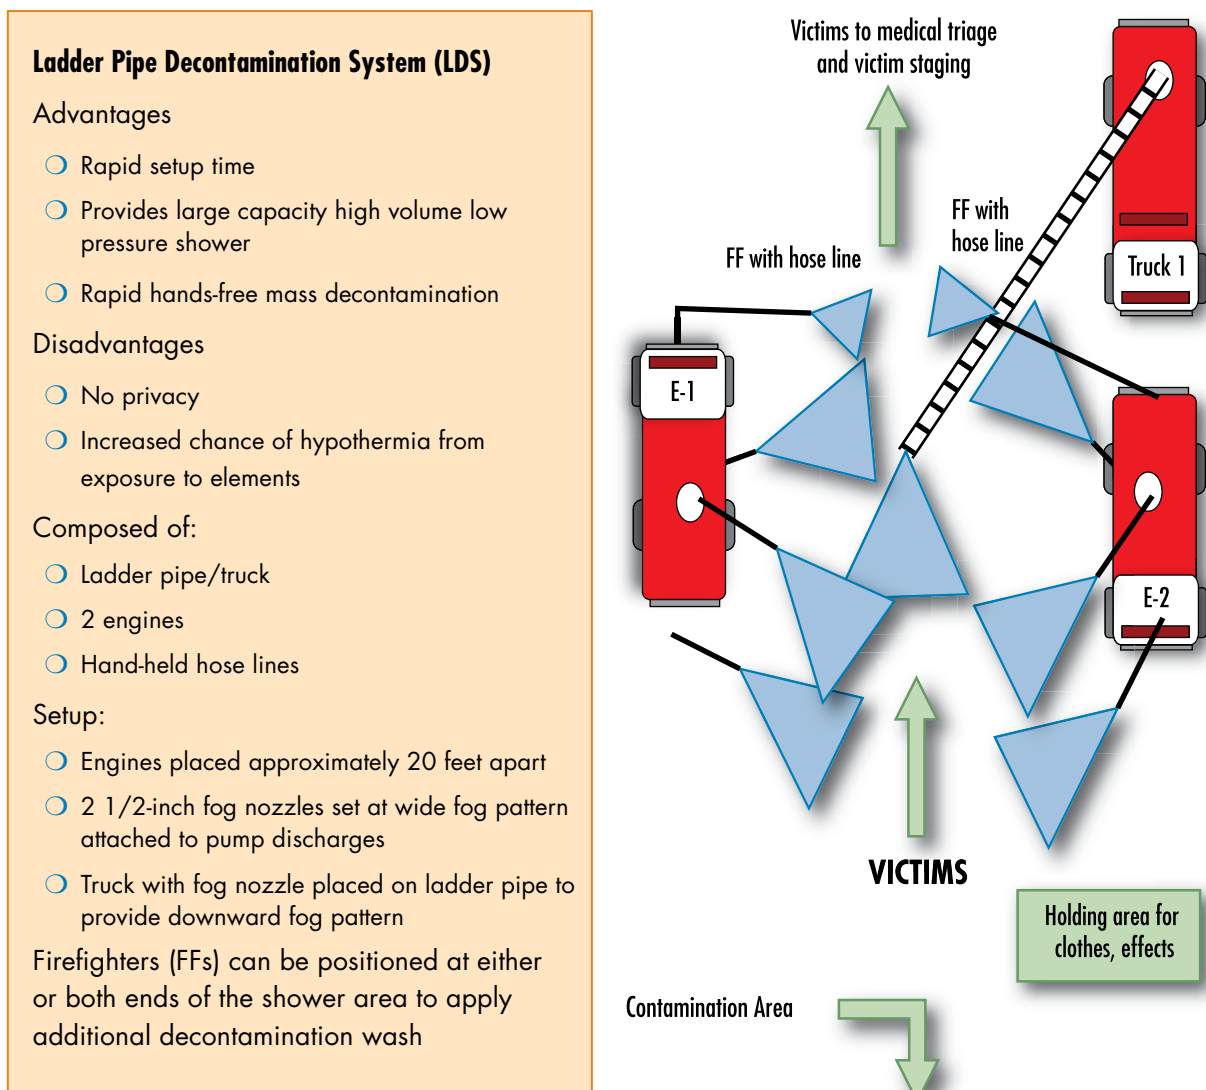 Ladder Pipe Decontamination System (LDS)
Advantages
Rapid setup time
Provides large capacity high volume low
pressure shower
Rapid hands-free mass decontamination
Disadvantages
No privacy
Increased chance of hypothermia from
exposure to elements
Composed of:
Ladder pipe/truck
2 engines
Hand-held hose lines
Setup:
Engines placed approximately 20 feet apart
2 1/2-inch fog nozzles set at wide fog pattern
attached to pump discharges
Truck with fog nozzle placed on ladder pipe to
provide downward fog pattern
Firefighters (FFs) can be positioned at either
or both ends of the shower area to apply
additional decontamination wash
Victims to medical triage
and victim staging
FF with
hose line
FF with hose line
Truck 1
E-1
E-2
VICTIMS
Holding area for
clothes, effects
Contamination Area